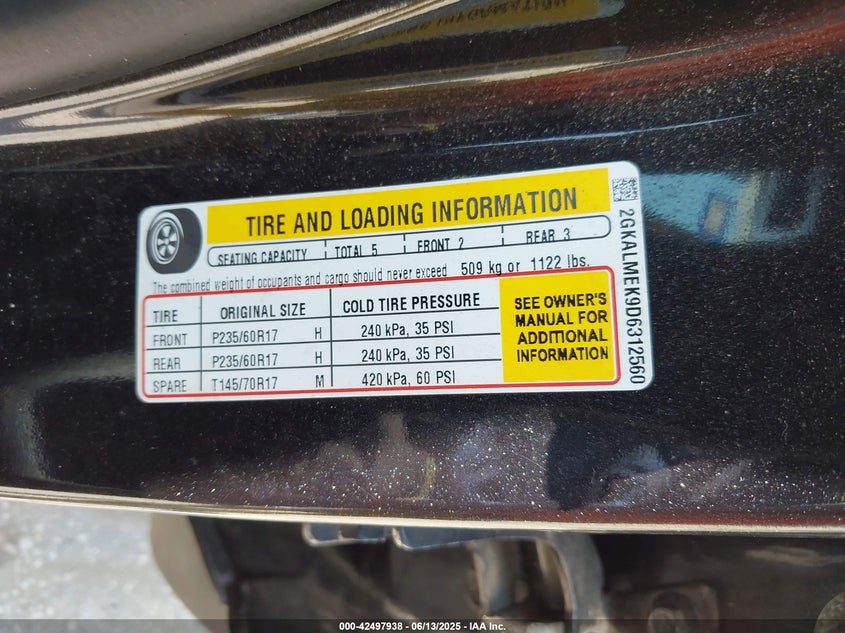 TIRE AND LOADING INFORMATION
SEATING CAPACITY TOTAL 5 FRONT 2 REAR 3
The combined weight of occupants and cargo should never exceed 509 kg or 1122 lbs.
TIRE ORIGINAL SIZE COLD TIRE PRESSURE
FRONT P235/60R17 H 240 kPa, 35 PSI
REAR P235/60R17 H 240 kPa, 35 PSI
SPARE T145/70R17 M 420 kPa, 60 PSI
SEE OWNER'S
MANUAL FOR
ADDITIONAL
INFORMATION
2GKALMEK9D6312560
000-42497938 - 06/13/2025 - IAA Inc.